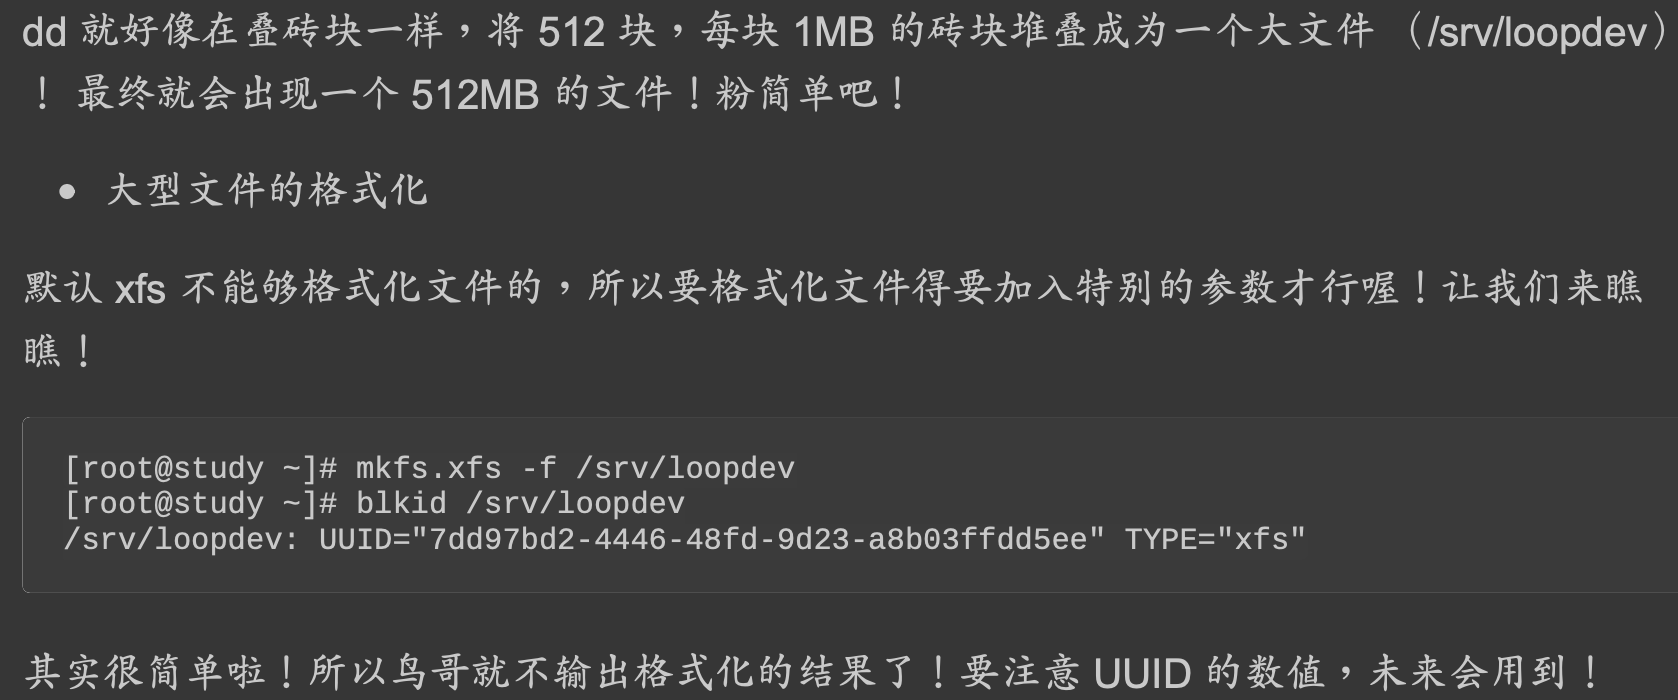 dd 就好像在叠砖块一样，将 512 块，每块 1MB 的砖块堆叠成为一个大文件 （/srv/loopdev）
！ 最终就会出现一个 512MB 的文件！粉简单吧！
• 大型文件的格式化
默认 xfs 不能够格式化文件的，所以要格式化文件得要加入特别的参数才行喔！让我们来瞧
瞧！
[root@study ~]# mkfs.xfs -f /srv/loopdev
[root@study ~]# blkid /srv/loopdev
/srv/loopdev: UUID="7dd97bd2-4446-48fd-9d23-a8b03ffdd5ee" TYPE="xfs"
其实很简单啦！所以鸟哥就不输出格式化的结果了！要注意 UUID 的数值，未来会用到！